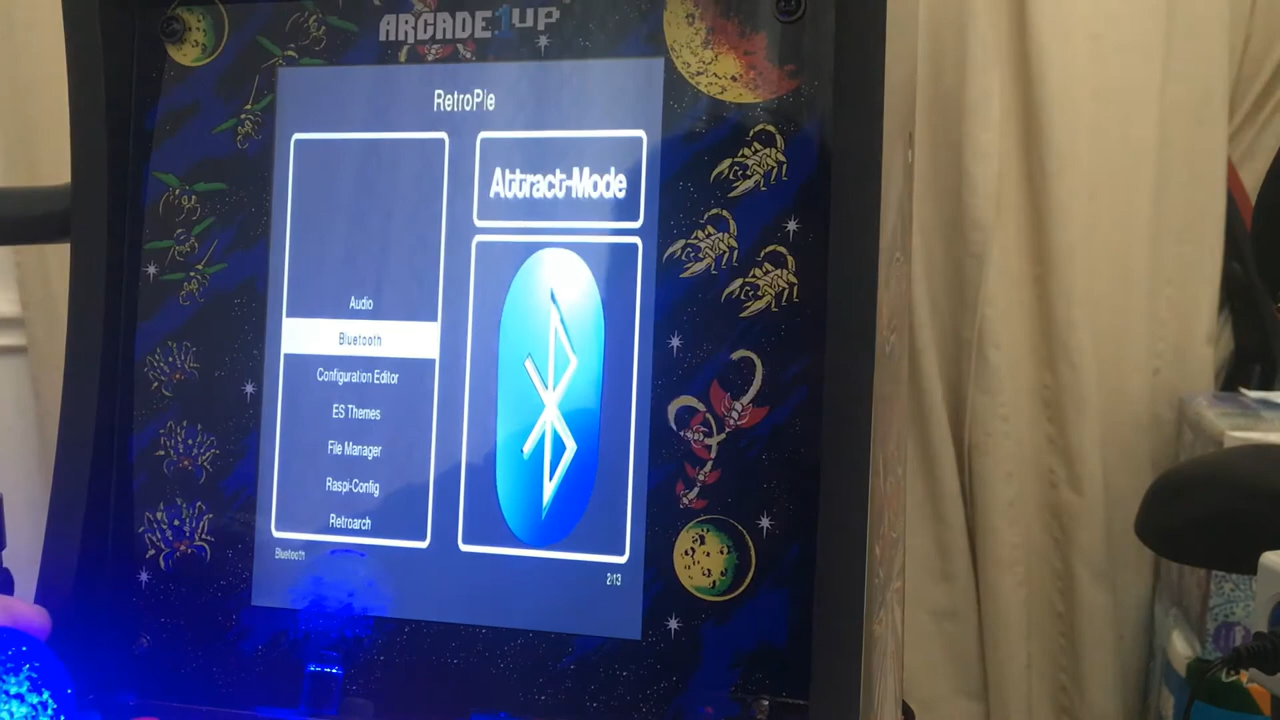 ARCADE1UP
RetroPie
Attract-Mode
Audio
Bluetooth
Configuration Editor
ES Themes
File Manager
Raspi-Config
Retroarch
Bluetooth
2/13